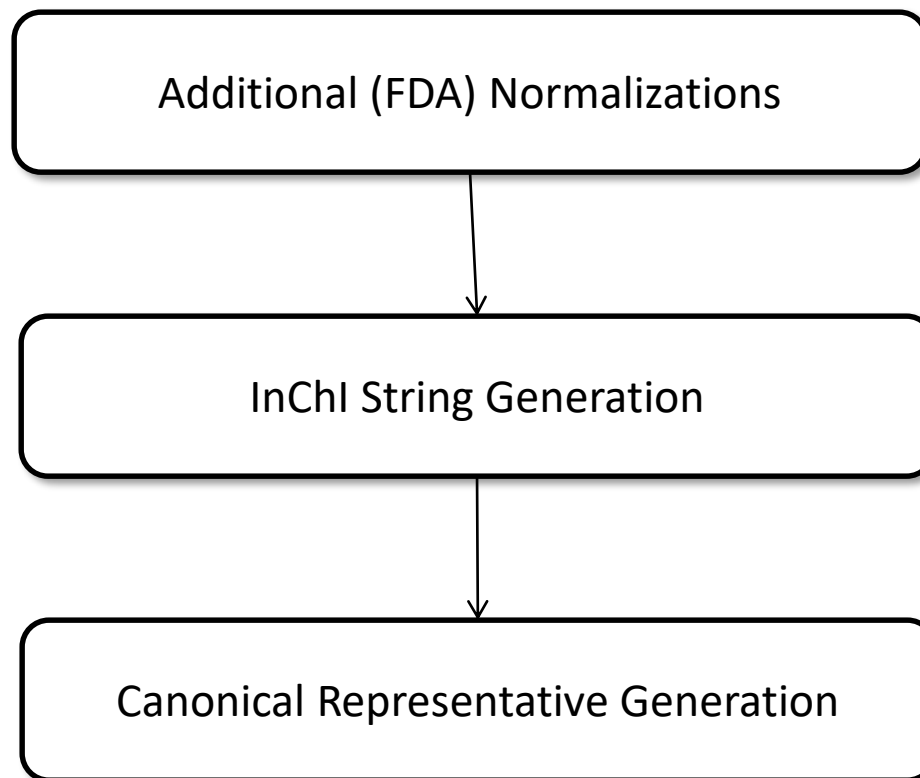 Additional (FDA) Normalizations
InChI String Generation
Canonical Representative Generation